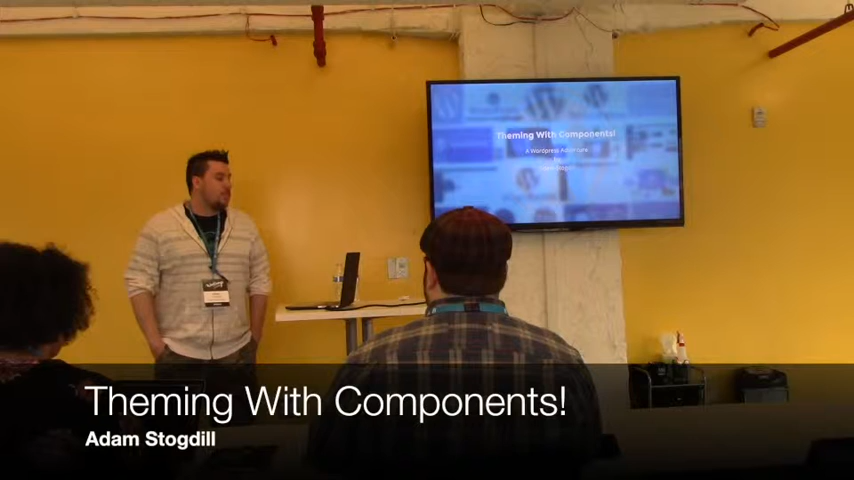 Theming With Components!
A Wordpress Adventure
Theming With Components!
Adam Stogdill